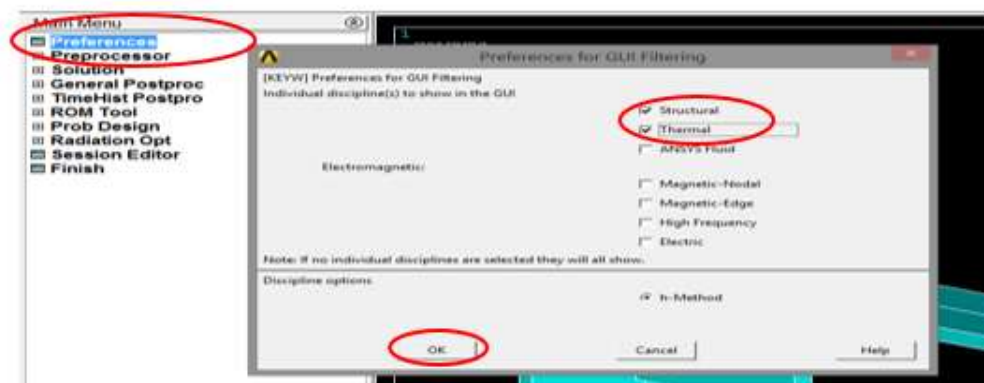 Main Menu
Preferences
Preprocessor
Solution
General Postproc
TimeHist Postpro
ROM Tool
Prob Design
Radiation Opt
Session Editor
Finish
1
Preferences for GUI Filtering
[KEYW] Preferences for GUI Filtering
Individual discipline(s) to show in the GUI
Structural
Thermal
ANSYS Fluid
Electromagnetic:
Magnetic-Nodal
Magnetic-Edge
High Frequency
Electric
Note: If no individual disciplines are selected they will all show.
Discipline options
h-Method
OK
Cancel
Help